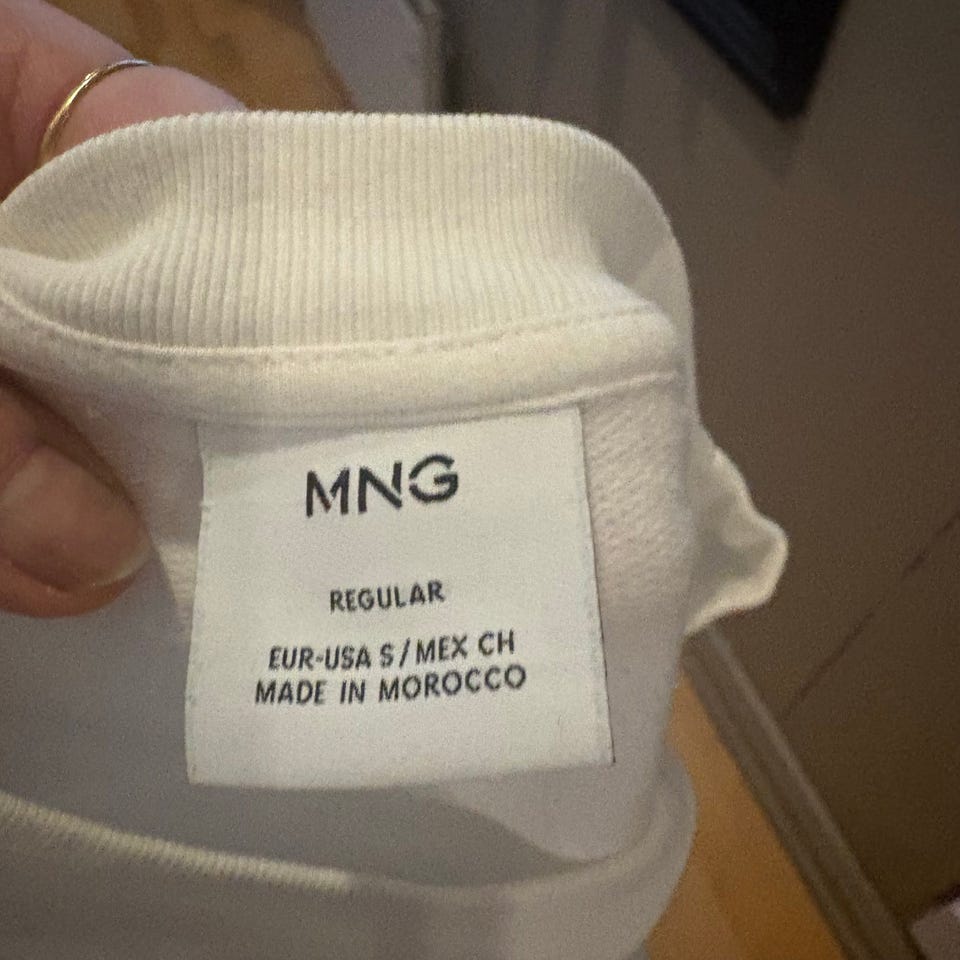 MNG
REGULAR
EUR-USA S/MEX CH
MADE IN MOROCCO